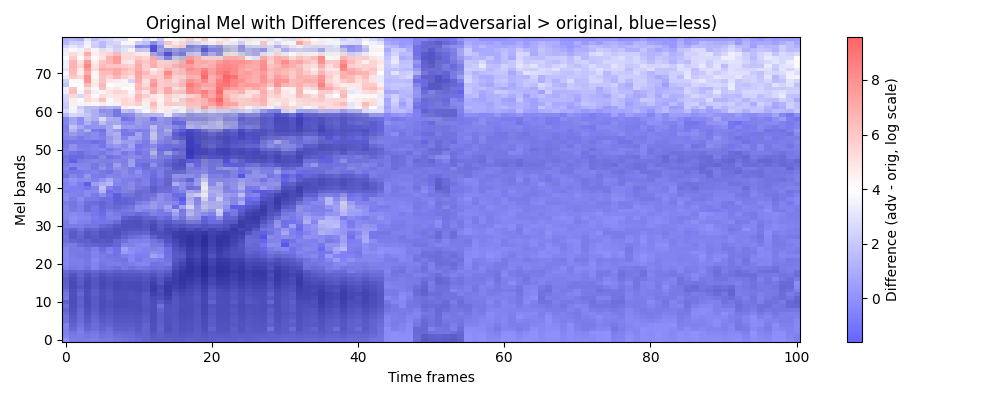 Original Mel with Differences (red=adversarial > original, blue=less)
Mel bands
70
60
50
40
30
20
10
0
0 20 40 60 80 100
Time frames
8
6
4
2
0
Difference (adv - orig, log scale)